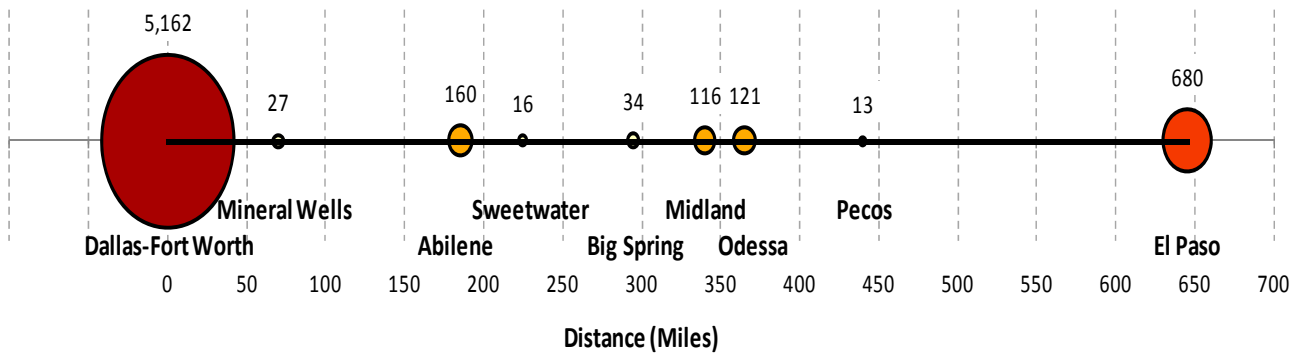 5,162
680
27 160 16 34 116 121 13
Mineral Wells Sweetwater Midland Pecos
Dallas-Fort Worth Abilene Big Spring Odessa El Paso
0 50 100 150 200 250 300 350 400 450 500 550 600 650 700
Distance (Miles)